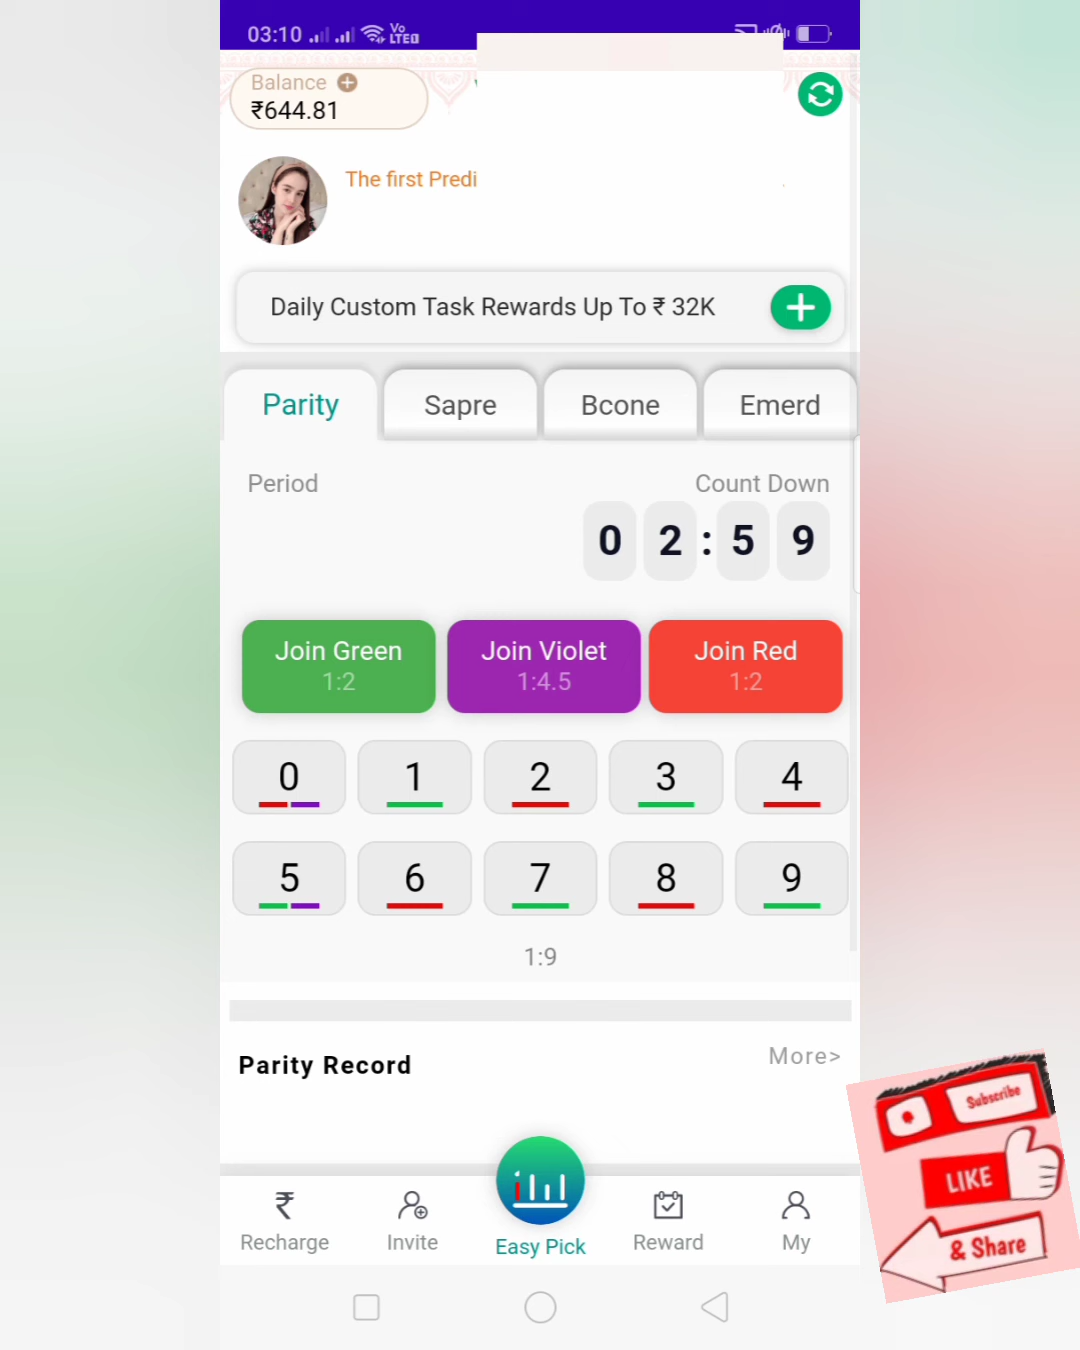 03:10 Vo LTE
Balance
₹644.81
The first Predi
Daily Custom Task Rewards Up To ₹ 32K
Parity Sapre Bcone Emerd
Period Count Down
0 2 : 5 9
Join Green Join Violet Join Red
1:2 1:4.5 1:2
0 1 2 3 4
5 6 7 8 9
1:9
Parity Record More>
Subscribe
LIKE
& Share
₹
Recharge Invite Easy Pick Reward My